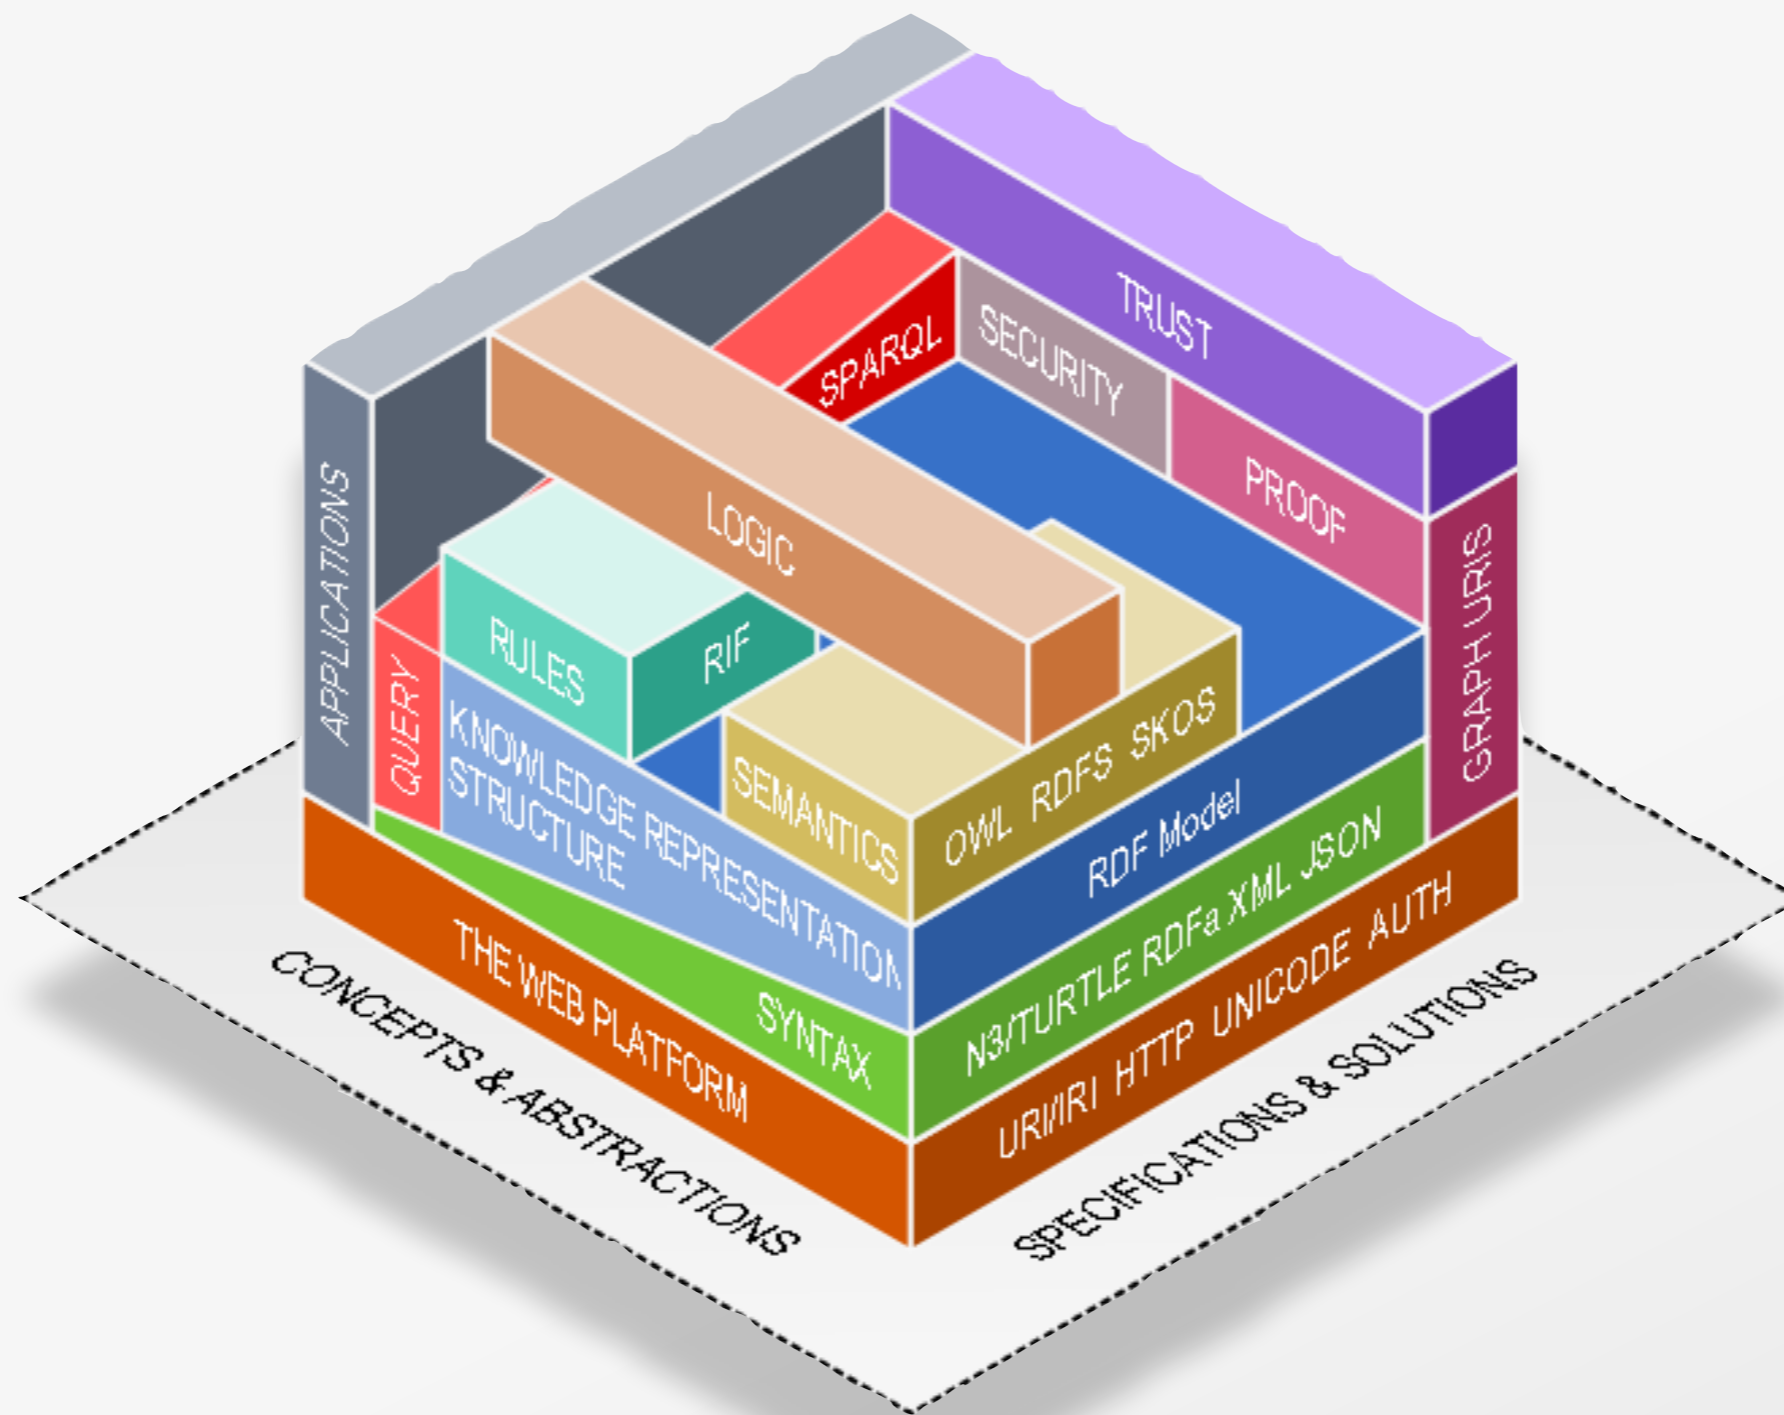 TRUST
SPARQL
SECURITY
PROOF
LOGIC
APPLICATIONS
RULES
RIF
QUERY
GRAPH URIS
KNOWLEDGE REPRESENTATION
STRUCTURE
SEMANTICS
OWL RDFS SKOS
RDF Model
SYNTAX
N3/TURTLE RDFa XML JSON
THE WEB PLATFORM
URI/IRI HTTP UNICODE AUTH
CONCEPTS & ABSTRACTIONS
SPECIFICATIONS & SOLUTIONS